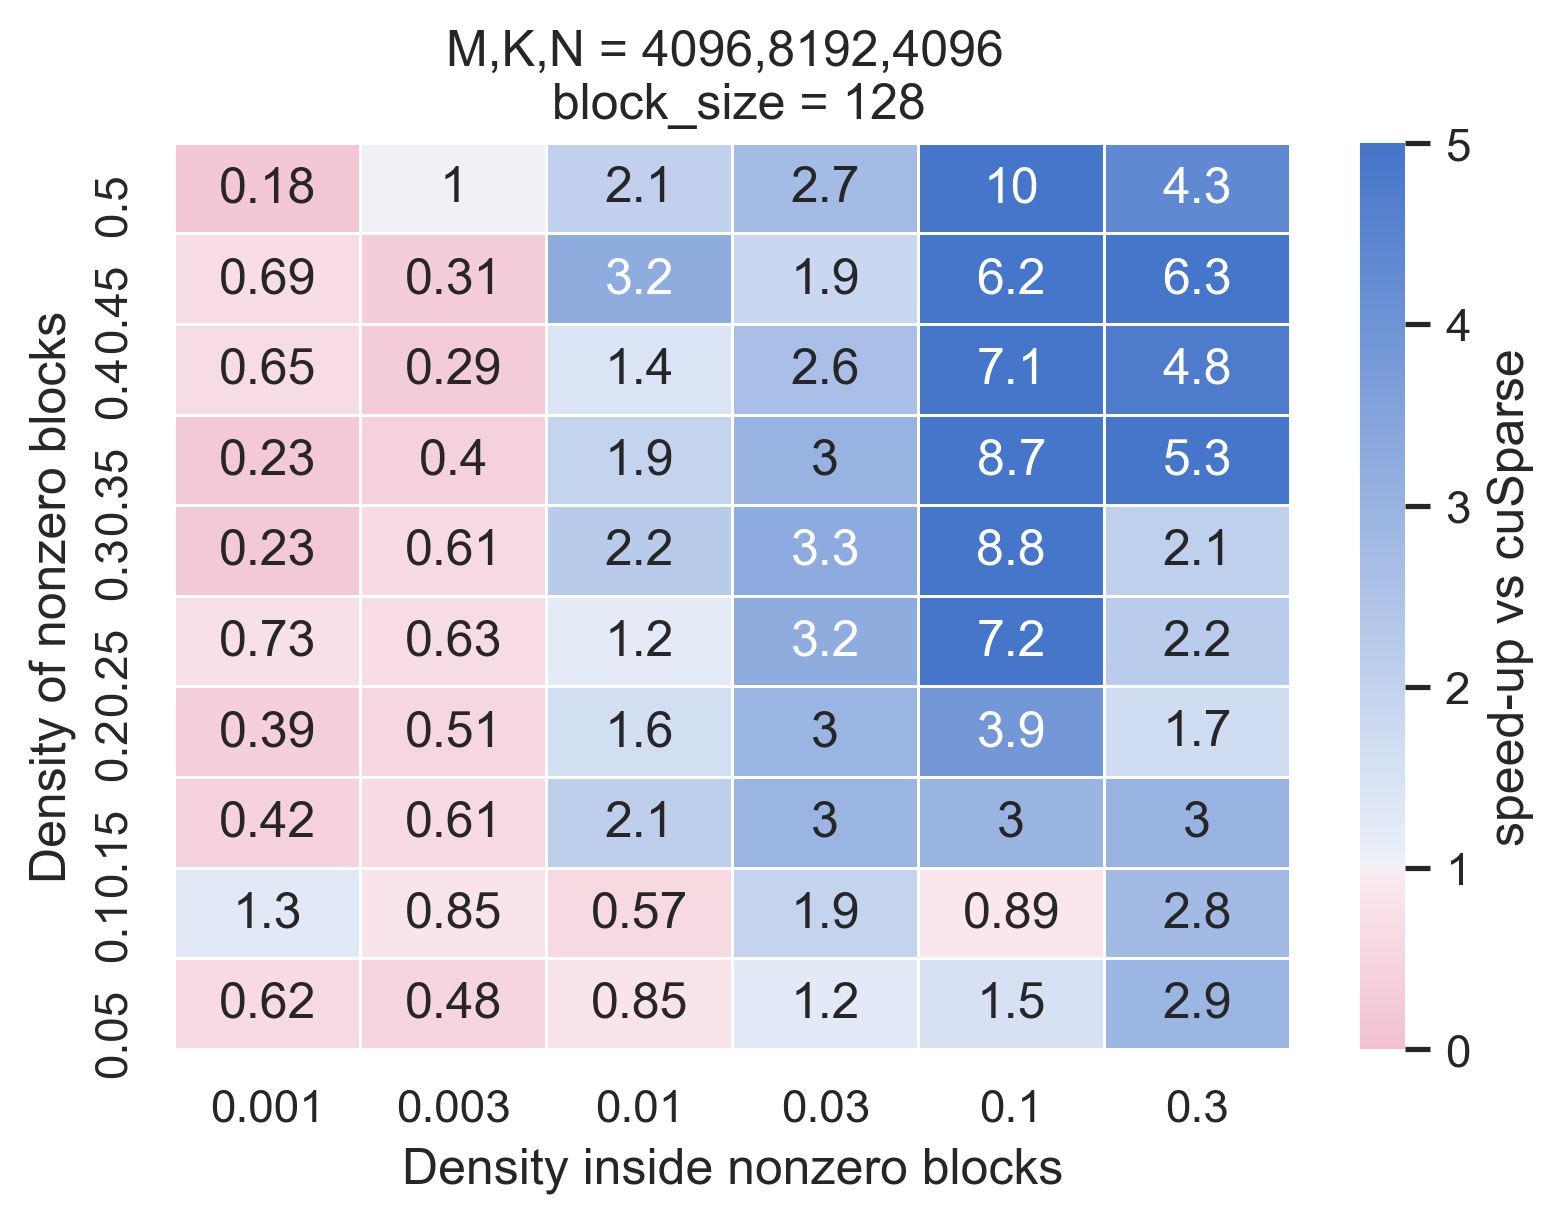 M,K,N = 4096,8192,4096
block_size = 128
Density of nonzero blocks
0.5 0.18 1 2.1 2.7 10 4.3
0.45 0.69 0.31 3.2 1.9 6.2 6.3
0.4 0.65 0.29 1.4 2.6 7.1 4.8
0.35 0.23 0.4 1.9 3 8.7 5.3
0.30 0.23 0.61 2.2 3.3 8.8 2.1
0.25 0.73 0.63 1.2 3.2 7.2 2.2
0.20 0.39 0.51 1.6 3 3.9 1.7
0.15 0.42 0.61 2.1 3 3 3
0.10 1.3 0.85 0.57 1.9 0.89 2.8
0.05 0.62 0.48 0.85 1.2 1.5 2.9
0.001 0.003 0.01 0.03 0.1 0.3
Density inside nonzero blocks
5
4
3
2
1
0
speed-up vs cuSparse